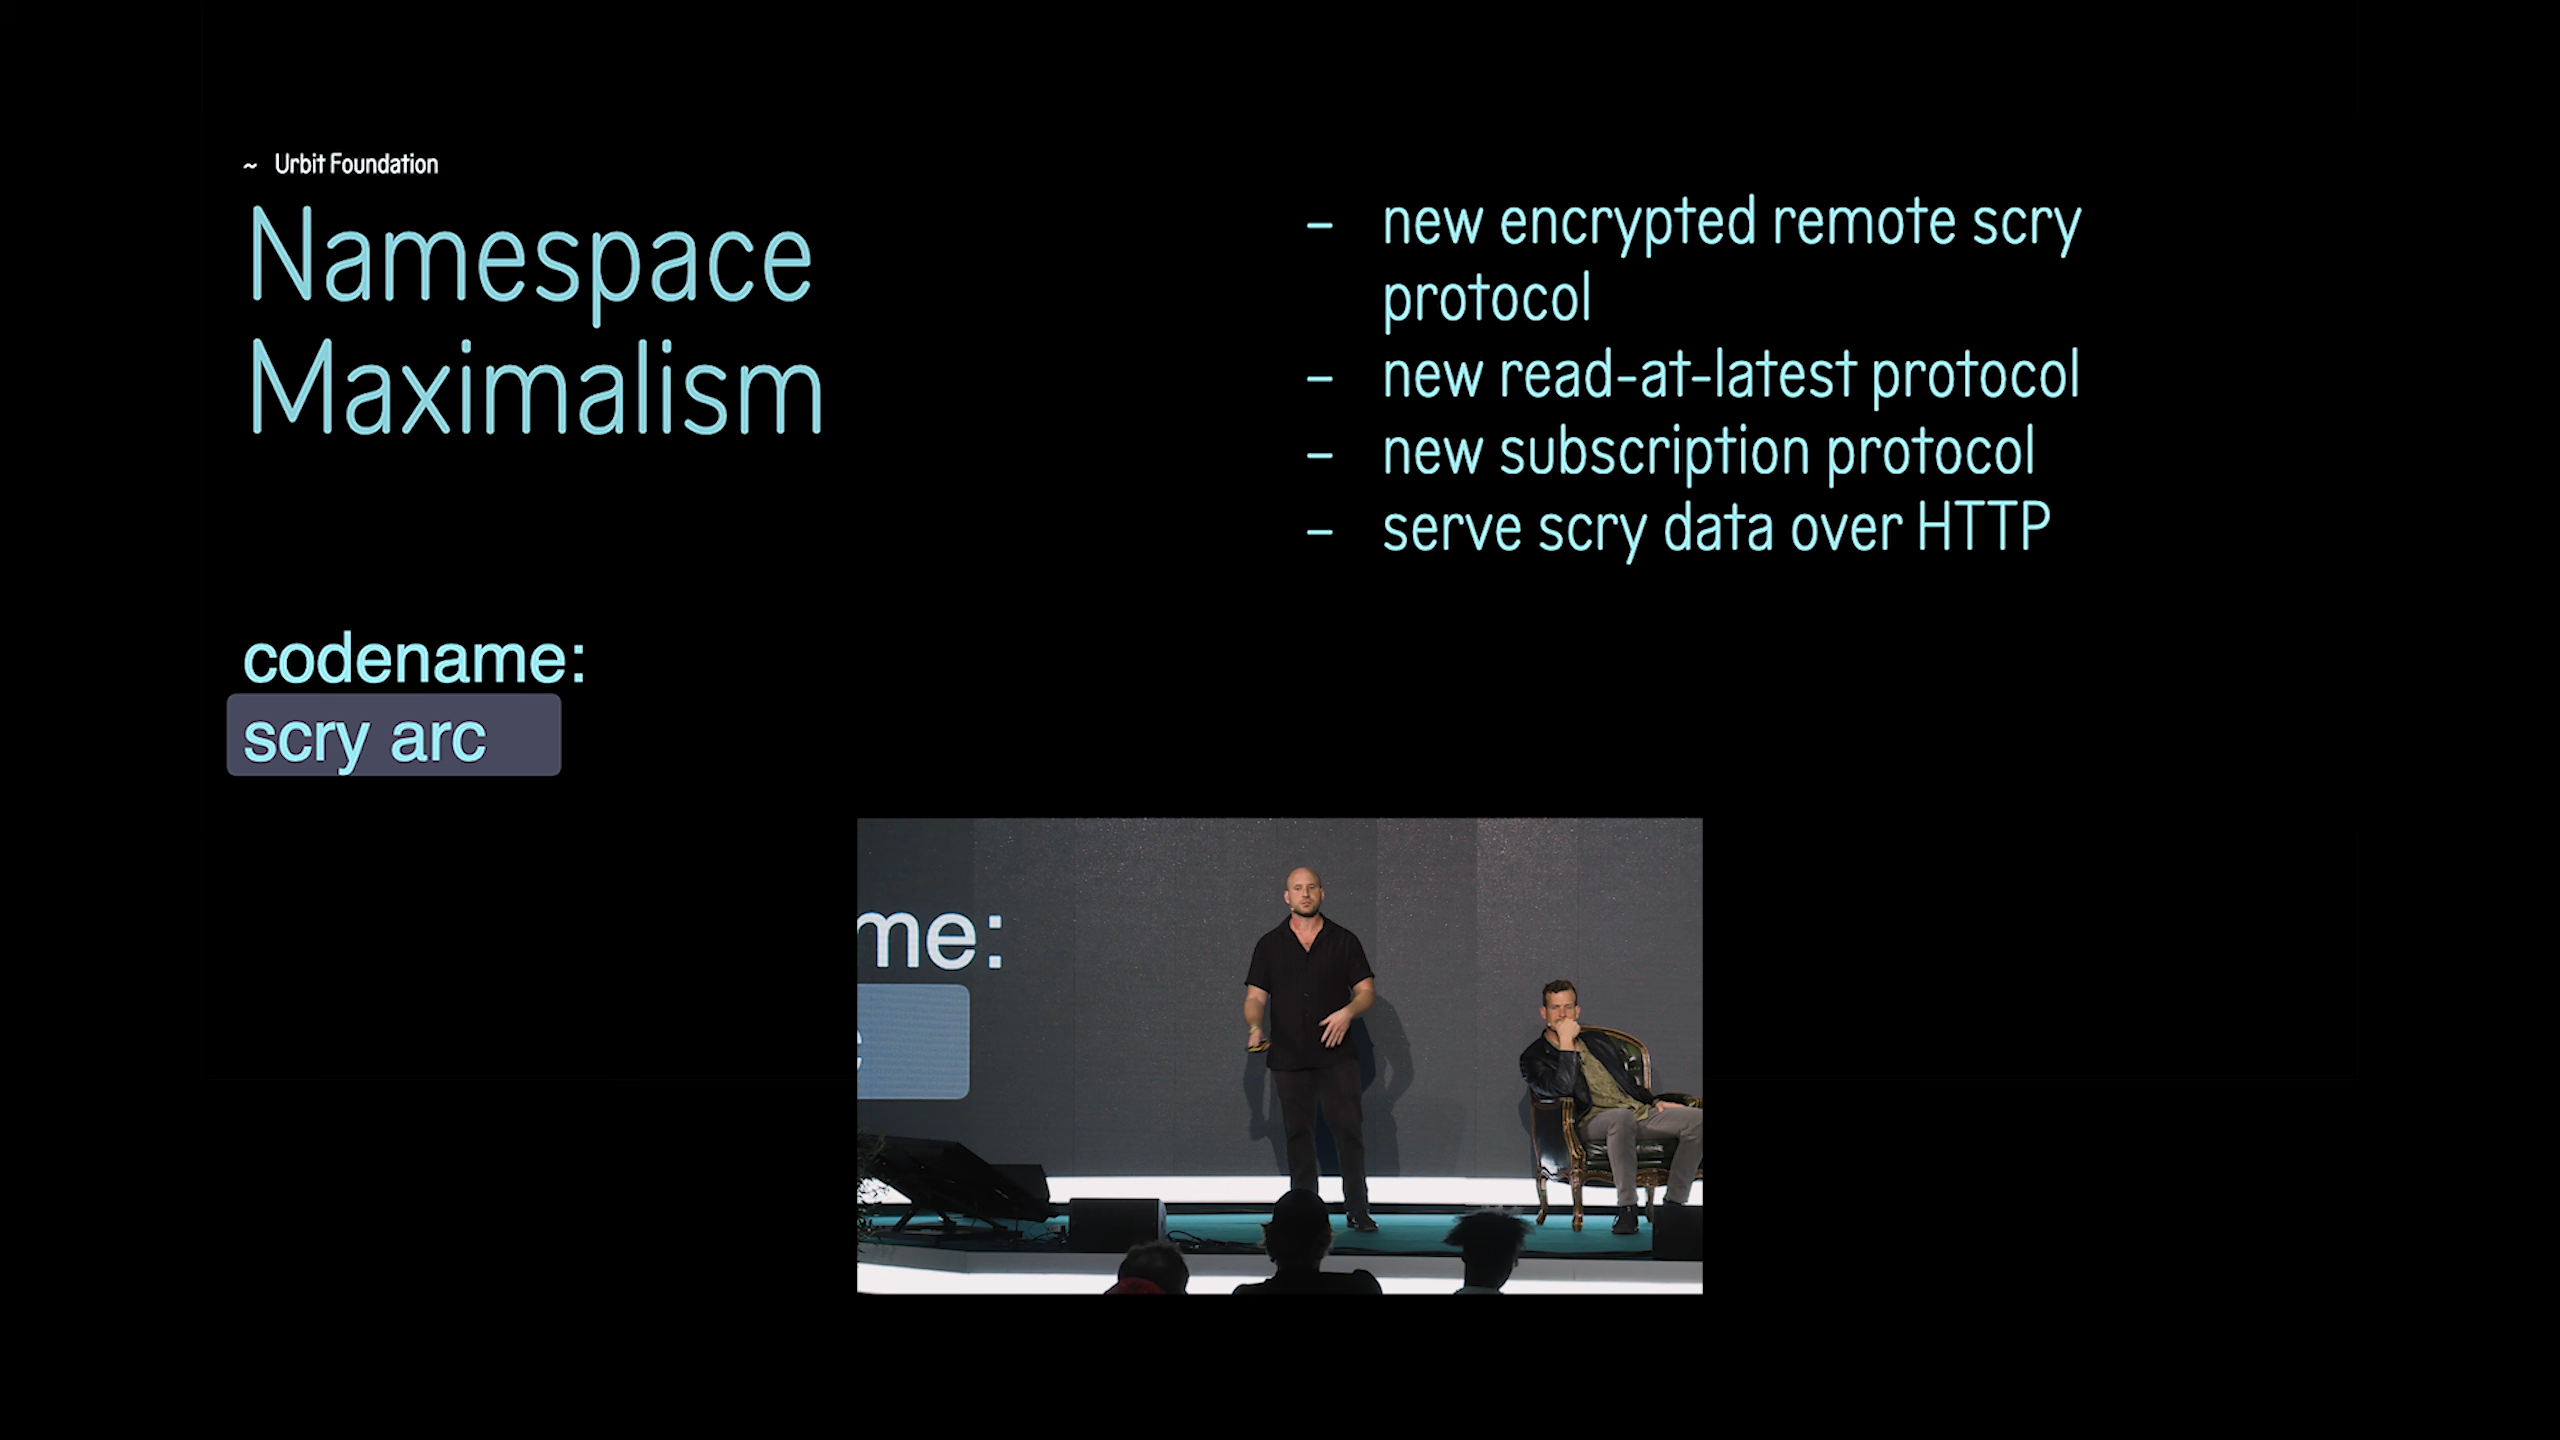 ~ Urbit Foundation
Namespace
Maximalism
– new encrypted remote scry
protocol
– new read-at-latest protocol
– new subscription protocol
– serve scry data over HTTP
codename:
scry arc
me: